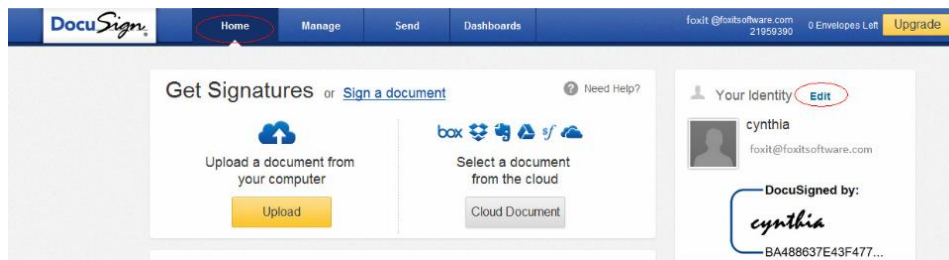 DocuSign.
Home Manage Send Dashboards
foxit @foxitsoftware.com
21959390
0 Envelopes Left
Upgrade
Get Signatures or Sign a document
Need Help?
Upload a document from
your computer
Upload
box sf
Select a document
from the cloud
Cloud Document
Your Identity Edit
cynthia
foxit@foxitsoftware.com
DocuSigned by:
cynthia
BA488637E43F477...